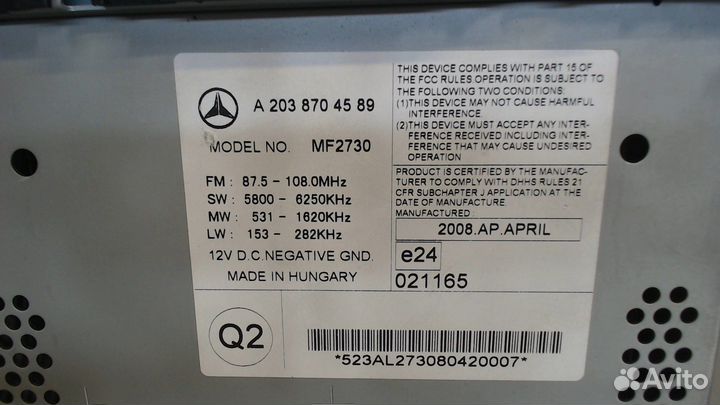 A 203 870 45 89
MODEL NO. MF2730
FM : 87.5 - 108.0MHz
SW : 5800 - 6250KHz
MW : 531 - 1620KHz
LW : 153 - 282KHz
12V D.C.NEGATIVE GND.
MADE IN HUNGARY
THIS DEVICE COMPLIES WITH PART 15 OF
THE FCC RULES.OPERATION IS SUBJECT TO
THE FOLLOWING TWO CONDITIONS:
(1)THIS DEVICE MAY NOT CAUSE HARMFUL
INTERFERENCE.
(2)THIS DEVICE MUST ACCEPT ANY INTER-
FERENCE RECEIVED INCLUDING INTER-
FERENCE THAT MAY CAUSE UNDESIRED
OPERATION
PRODUCT IS CERTIFIED BY THE MANUFAC-
TURER TO COMPLY WITH DHHS RULES 21
CFR SUBCHAPTER J APPLICATION AT THE
DATE OF MANUFACTURE.
MANUFACTURED:
2008.AP.APRIL
e24
021165
Q2
*523AL273080420007*
Avito